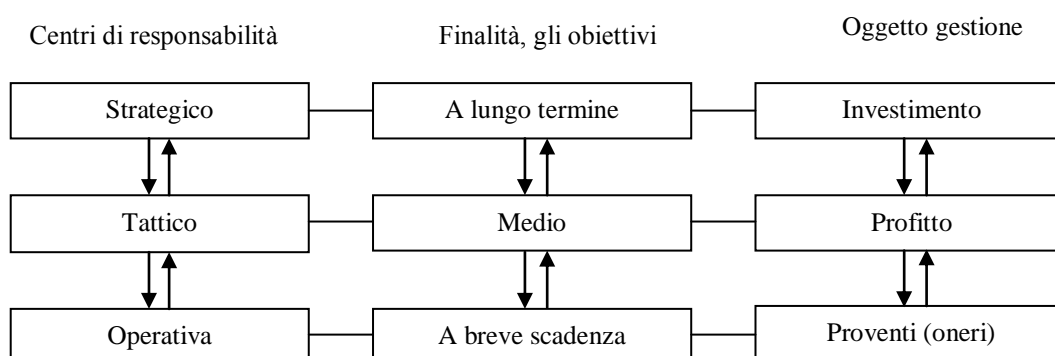 Centri di responsabilità
Finalità, gli obiettivi
Oggetto gestione
Strategico
A lungo termine
Investimento
Tattico
Medio
Profitto
Operativa
A breve scadenza
Proventi (oneri)